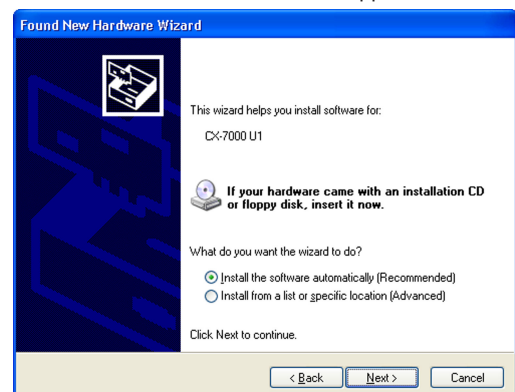 Found New Hardware Wizard
This wizard helps you install software for:
CX-7000 U1
If your hardware came with an installation CD
or floppy disk, insert it now.
What do you want the wizard to do?
Install the software automatically (Recommended)
Install from a list or specific location (Advanced)
Click Next to continue.
< Back
Next >
Cancel